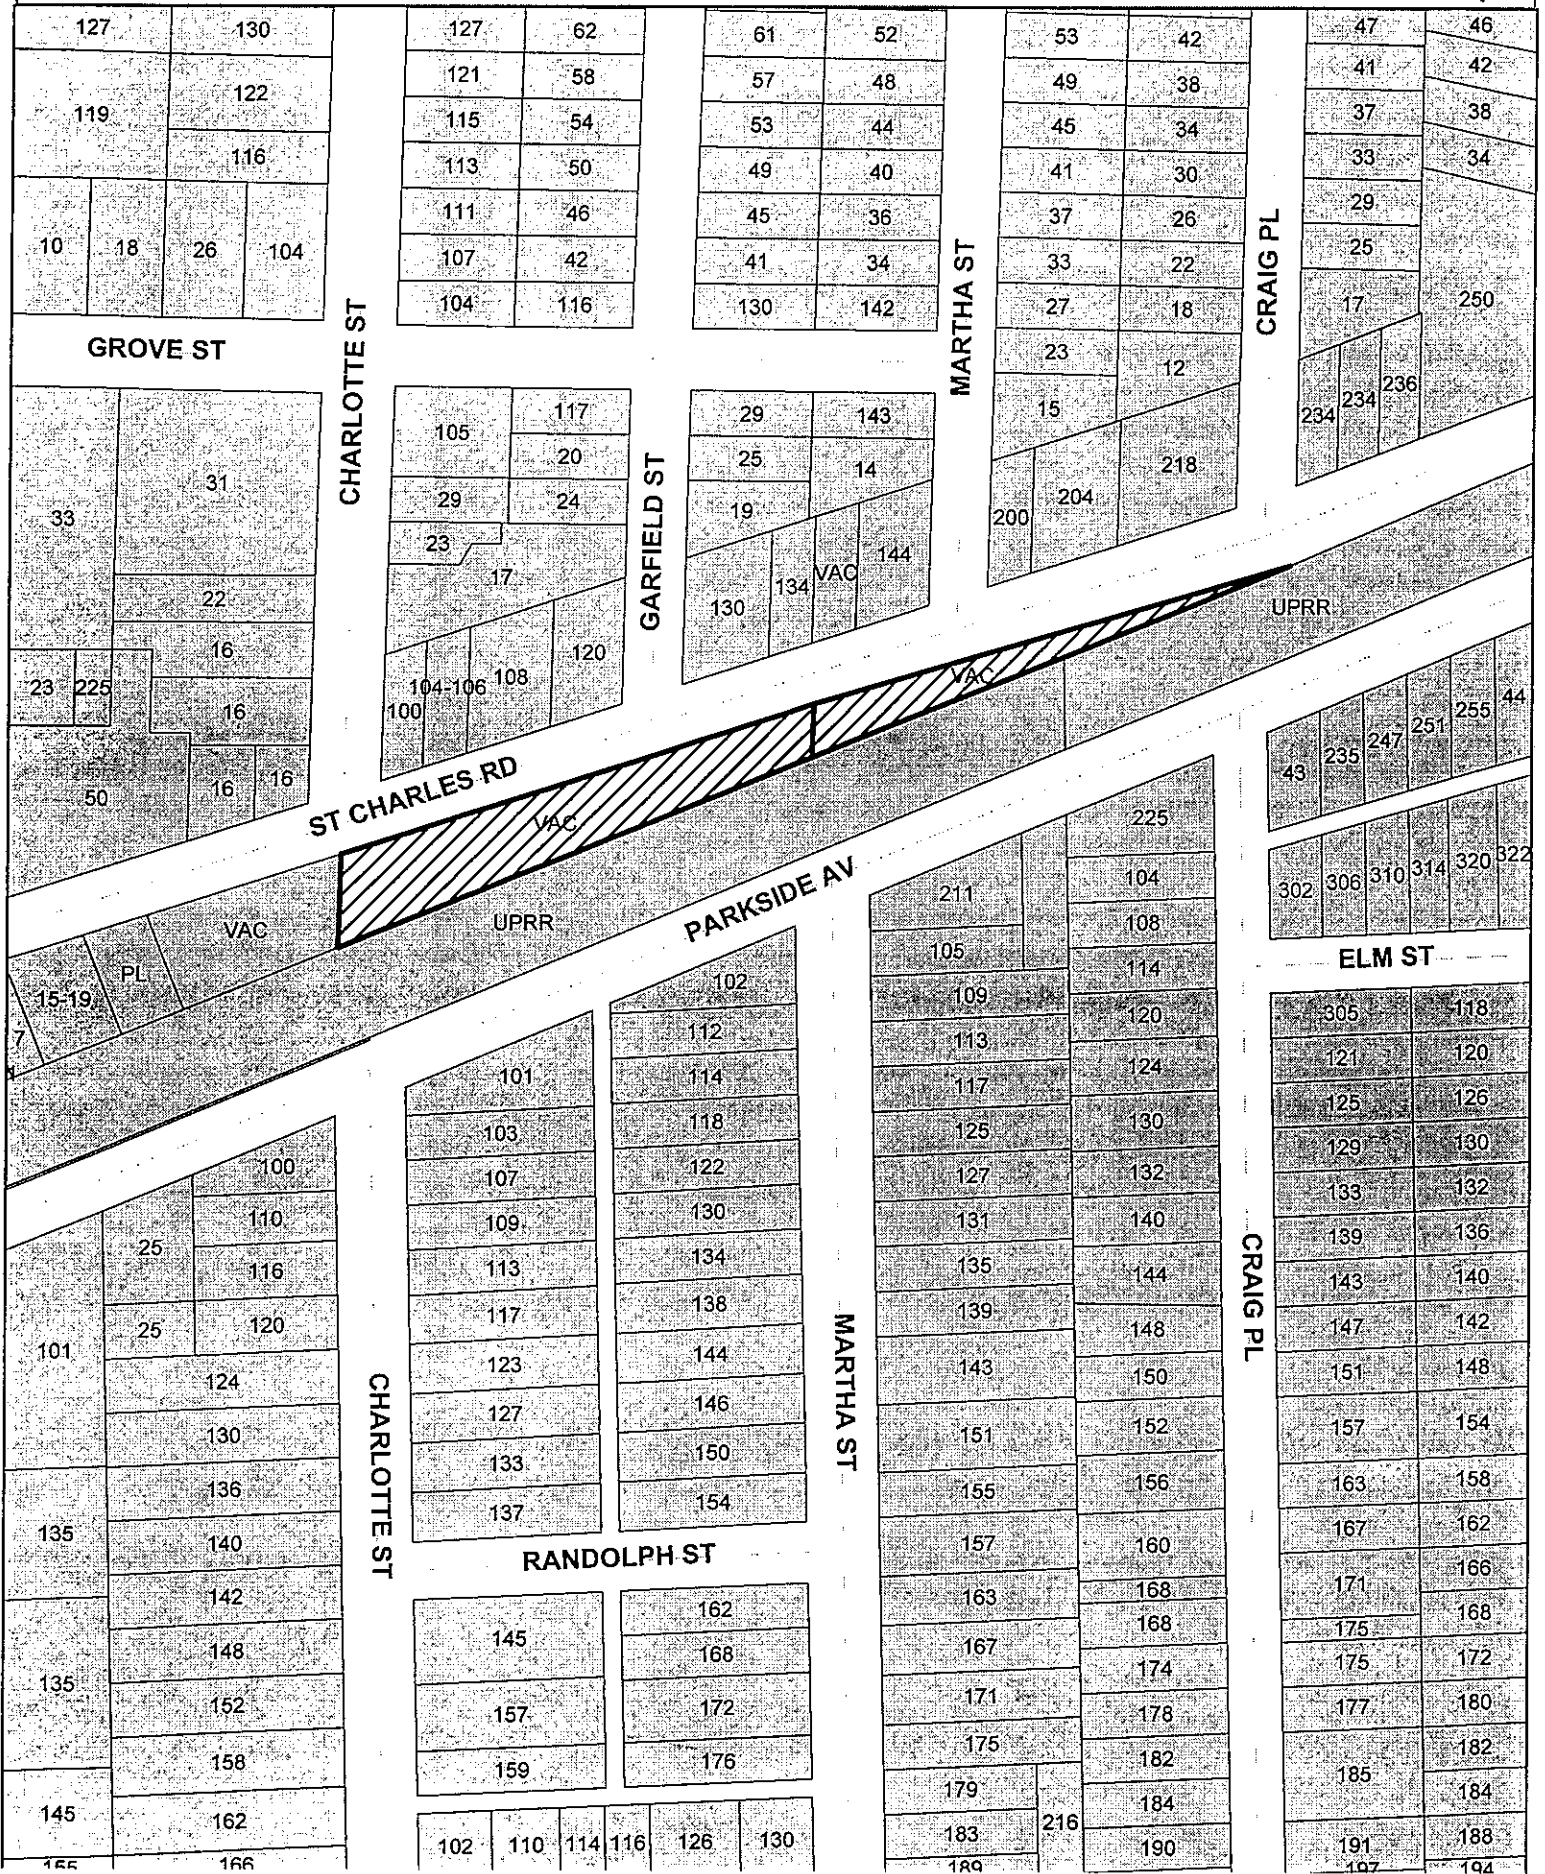 127 130 127 62 61 52 53 42 47 46
121 58 57 48 49 38 41 42
119 122 115 54 53 44 45 34 37 38
116 113 50 49 40 41 30 33 34
111 46 45 36 37 26 29
10 18 26 104 107 42 41 34 33 22 25
104 116 130 142 27 18 17 250
GROVE ST
CHARLOTTE ST
MARTHA ST
CRAIG PL
23 12
234 234 236
15
105 117 29 143
20 25 14 218
31 29 24 19 204
33 23 200
GARFIELD ST
17 130 134 VAC 144
22
16
UPRR
23 225 16
100 104-106 108 120
VAC
43 235 247 251 255 44
50 16 16
ST CHARLES RD
VAC
225
PARKSIDE AV
302 306 310 314 320 322
VAC
UPRR
211 104
108
105 114
ELM ST
7 15-19 PL
102 109 120 305 118
112 113 124 121 120
101 114 117 125 126
103 118 125 130 129 130
100 107 122 127 132 133 132
110 109 130 131 140 139 136
25 116 113 134 135 144 143 140
25 120 117 138 139 148 147 142
CRAIG PL
101 123 144 143 150 151 148
124 127 146 152 157 154
MARTHA ST
CHARLOTTE ST
130 133 150 151 156 163 158
136 137 154 155 167 162
135 140
RANDOLPH ST
157 160 166
142 162 163 168 171 168
145 168 168 175
148 168 167 174 175 172
135 152 157 172 171 178 177 180
158 159 176 175 182 185 182
145 162 179 184 184
102 110 114 116 126 130 183 216 190 191 188
155 166 189 197 194